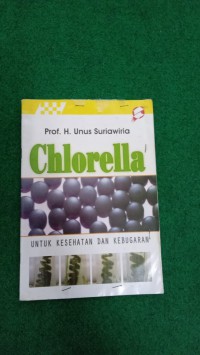 Prof. H. Unus Suriawiria
Chlorella
UNTUK KESEHATAN DAN KEBUGARAN